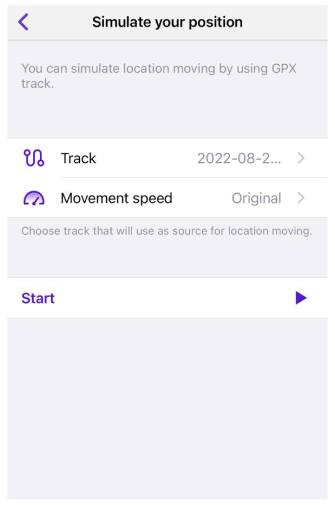 Simulate your position
You can simulate location moving by using GPX
track.
Track 2022-08-2...
Movement speed Original
Choose track that will use as source for location moving.
Start